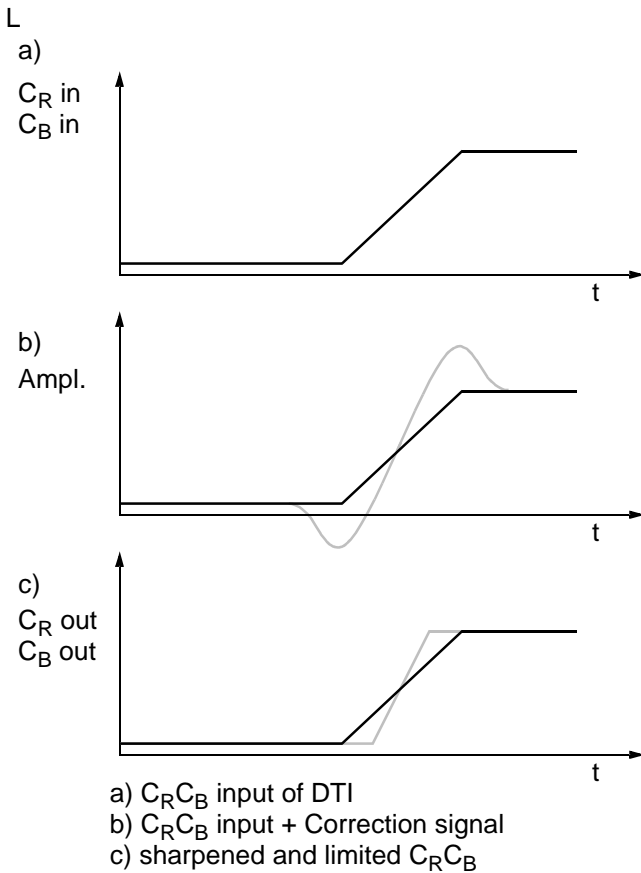 L
a)
C_R in
C_B in
t
b)
Ampl.
t
c)
C_R out
C_B out
t
a) C_RC_B input of DTI
b) C_RC_B input + Correction signal
c) sharpened and limited C_RC_B